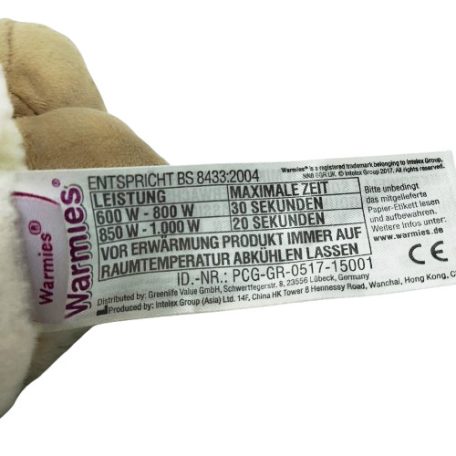 Warmies®
Warmies®
Warmies® is a registered trademark belonging to Intelex Group,
NN8 6GR UK. © Intelex Group 2017. All rights reserved.
ENTSPRICHT BS 8433:2004
LEISTUNG MAXIMALE ZEIT
600 W - 800 W 30 SEKUNDEN
850 W - 1.000 W 20 SEKUNDEN
VOR ERWÄRMUNG PRODUKT IMMER AUF
RAUMTEMPERATUR ABKÜHLEN LASSEN
ID.-NR.: PCG-GR-0517-15001
Bitte unbedingt
das mitgelieferte
Papier-Etikett lesen
und aufbewahren.
Weitere Infos unter:
www.warmies.de
CE
Distributed by: Greenlife Value GmbH, Schwertfegerstr. 8, 23556 Lübeck, Germany
Produced by: Intelex Group (Asia) Ltd. 14F, China HK Tower 8 Hennessy Road, Wanchai, Hong Kong, C